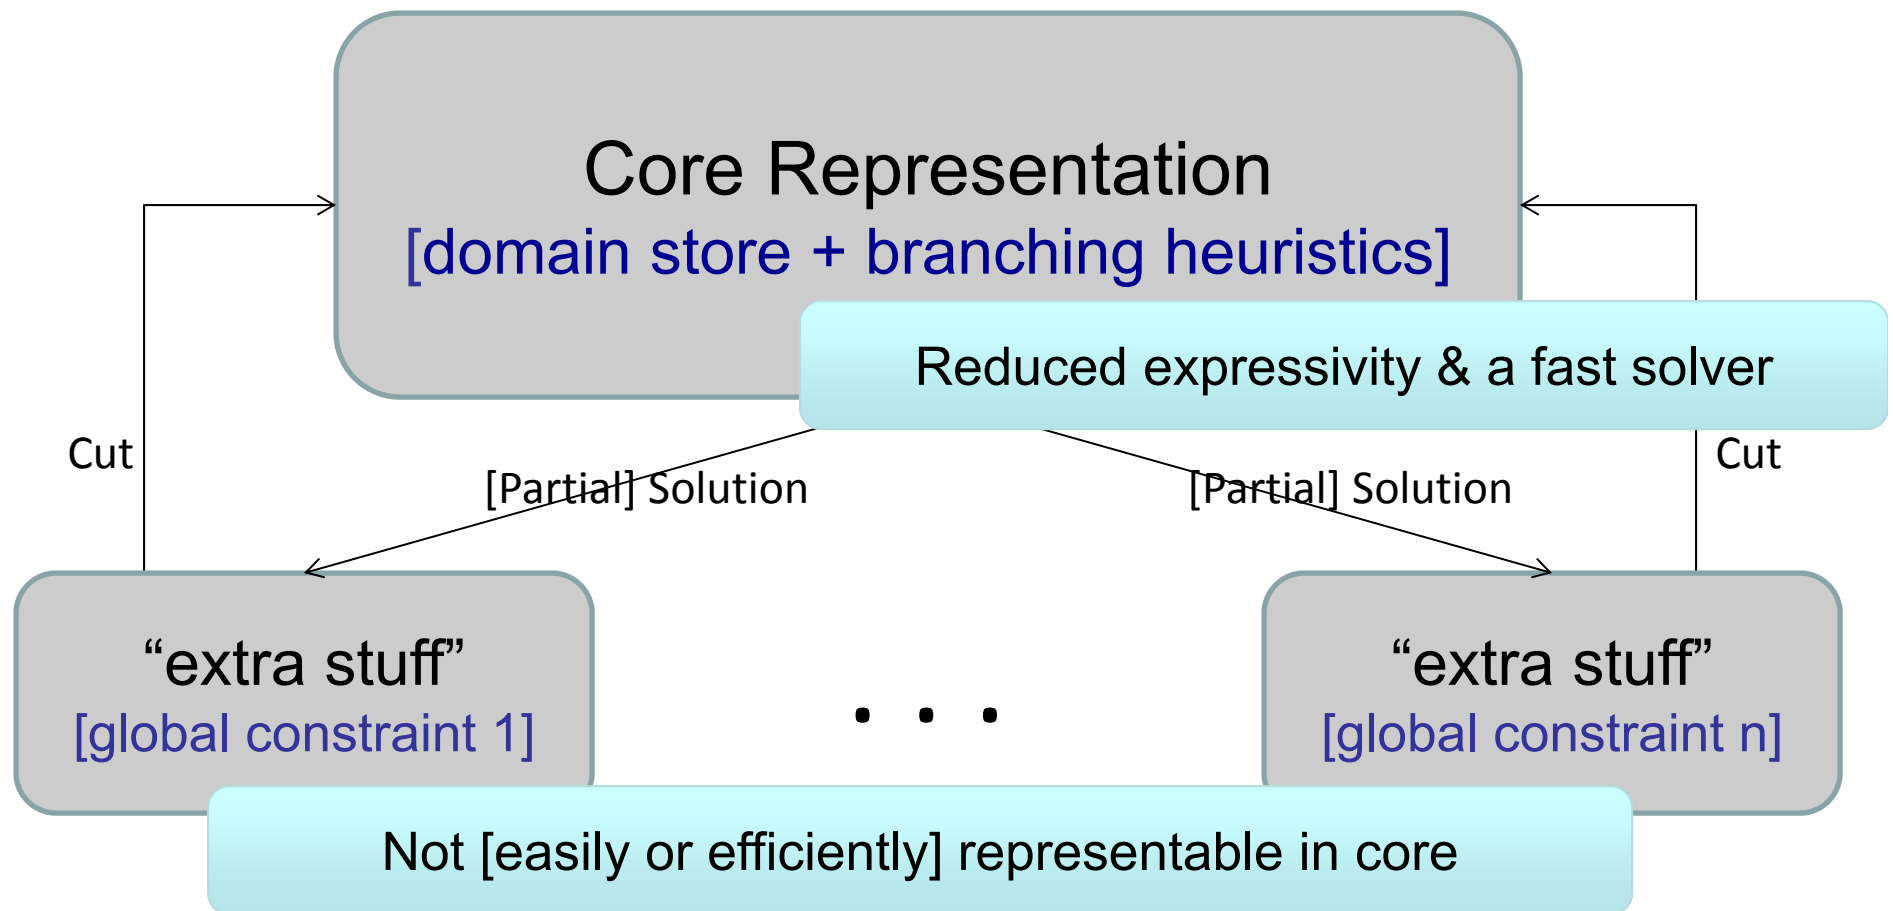 Core Representation
[domain store + branching heuristics]
Reduced expressivity & a fast solver
Cut
Cut
[Partial] Solution
[Partial] Solution
“extra stuff”
[global constraint 1]
. . .
“extra stuff”
[global constraint n]
Not [easily or efficiently] representable in core